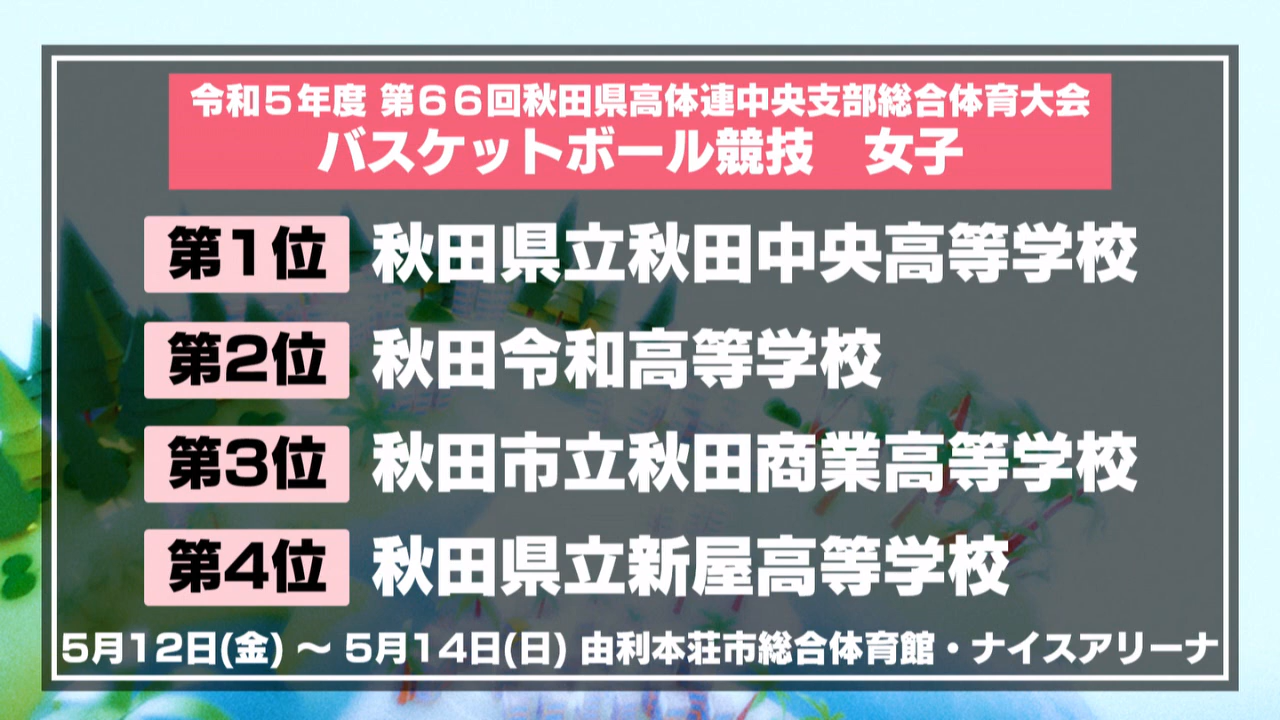 令和５年度 第６６回秋田県高体連中央支部総合体育大会
バスケットボール競技　女子
第1位 秋田県立秋田中央高等学校
第2位 秋田令和高等学校
第3位 秋田市立秋田商業高等学校
第4位 秋田県立新屋高等学校
5月12日(金) ～ 5月14日(日) 由利本荘市総合体育館・ナイスアリーナ